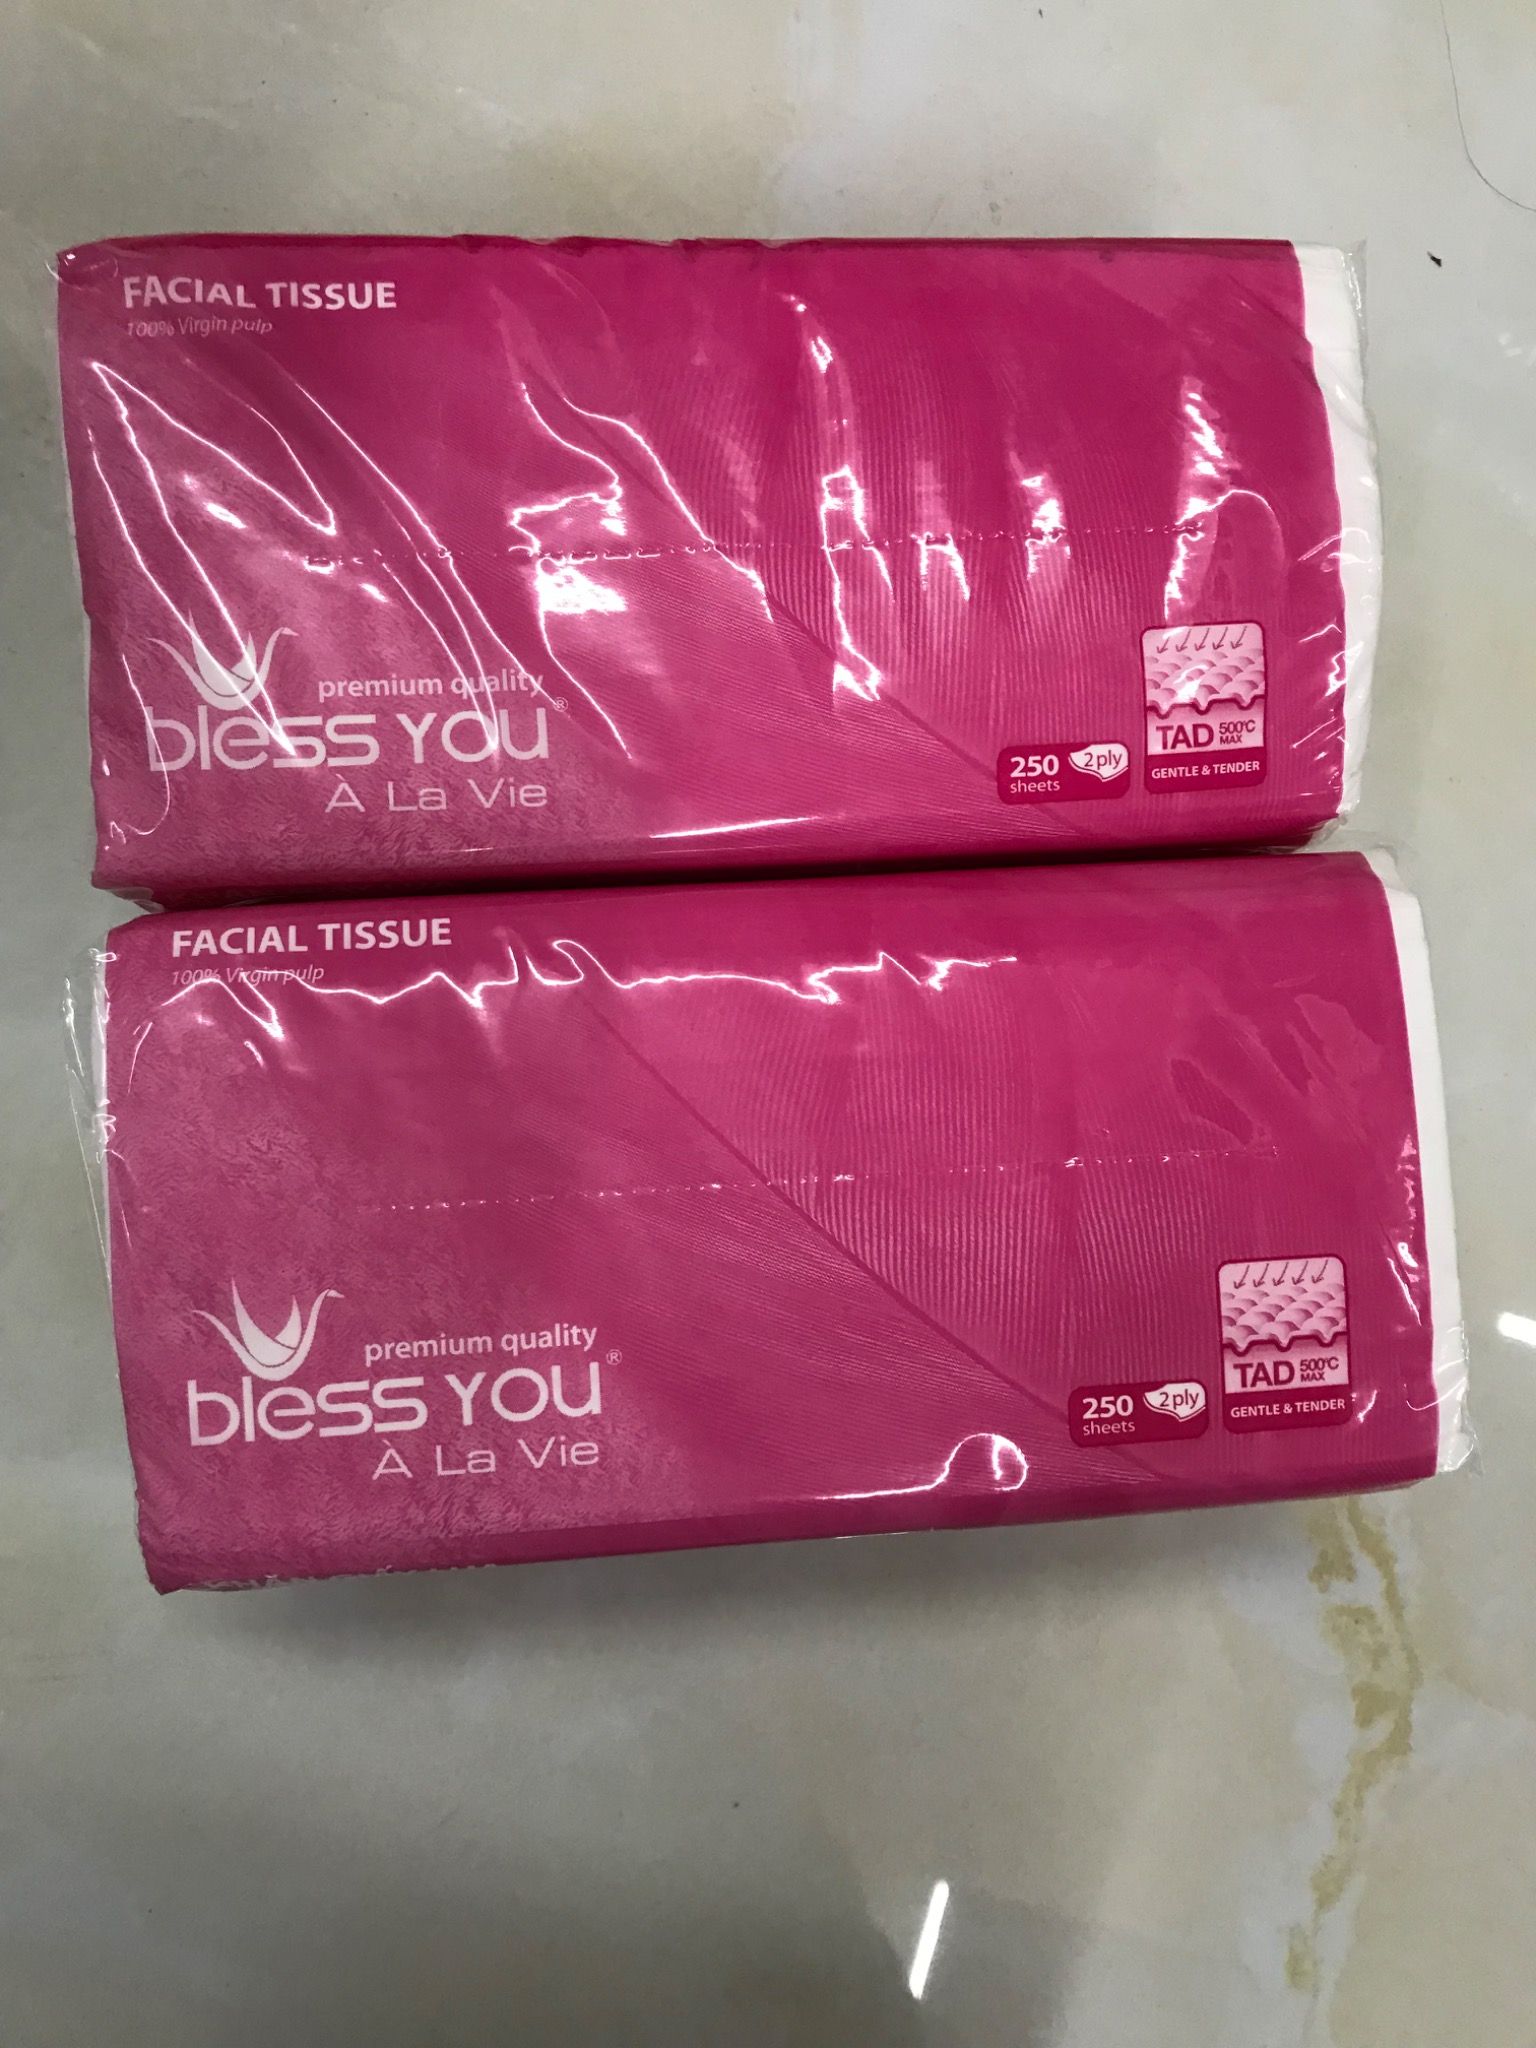 FACIAL TISSUE
100% Virgin pulp
premium quality
bless you®
À La Vie
250 sheets
2ply
TAD 500°C MAX
GENTLE & TENDER
FACIAL TISSUE
100% Virgin pulp
premium quality
bless you®
À La Vie
250 sheets
2ply
TAD 500°C MAX
GENTLE & TENDER